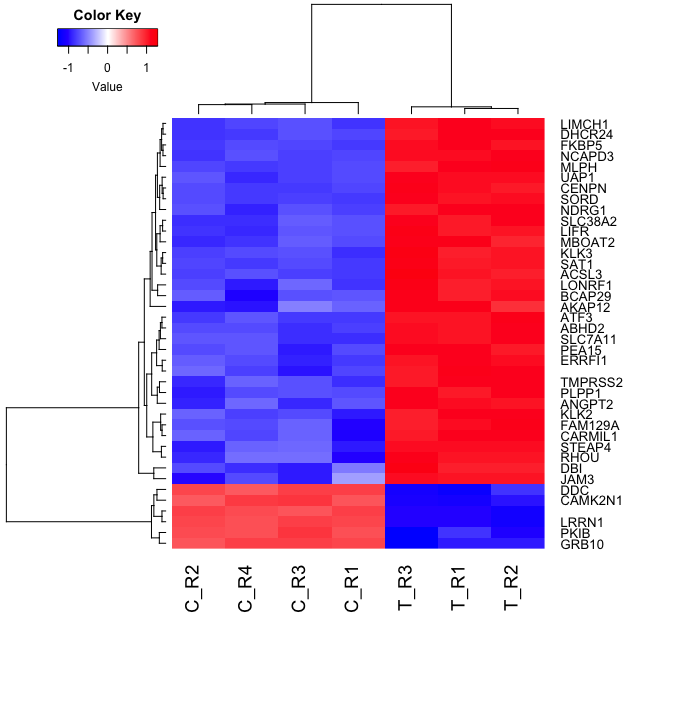 Color Key
-1 0 1
Value
LIMCH1
DHCR24
FKBP5
NCAPD3
MLPH
UAP1
CENPN
SORD
NDRG1
SLC38A2
LIFR
MBOAT2
KLK3
SAT1
ACSL3
LONRF1
BCAP29
AKAP12
ATF3
ABHD2
SLC7A11
PEA15
ERRFI1
TMPRSS2
PLPP1
ANGPT2
KLK2
FAM129A
CARMIL1
STEAP4
RHOU
DBI
JAM3
DDC
CAMK2N1
LRRN1
PKIB
GRB10
C_R2
C_R4
C_R3
C_R1
T_R3
T_R1
T_R2